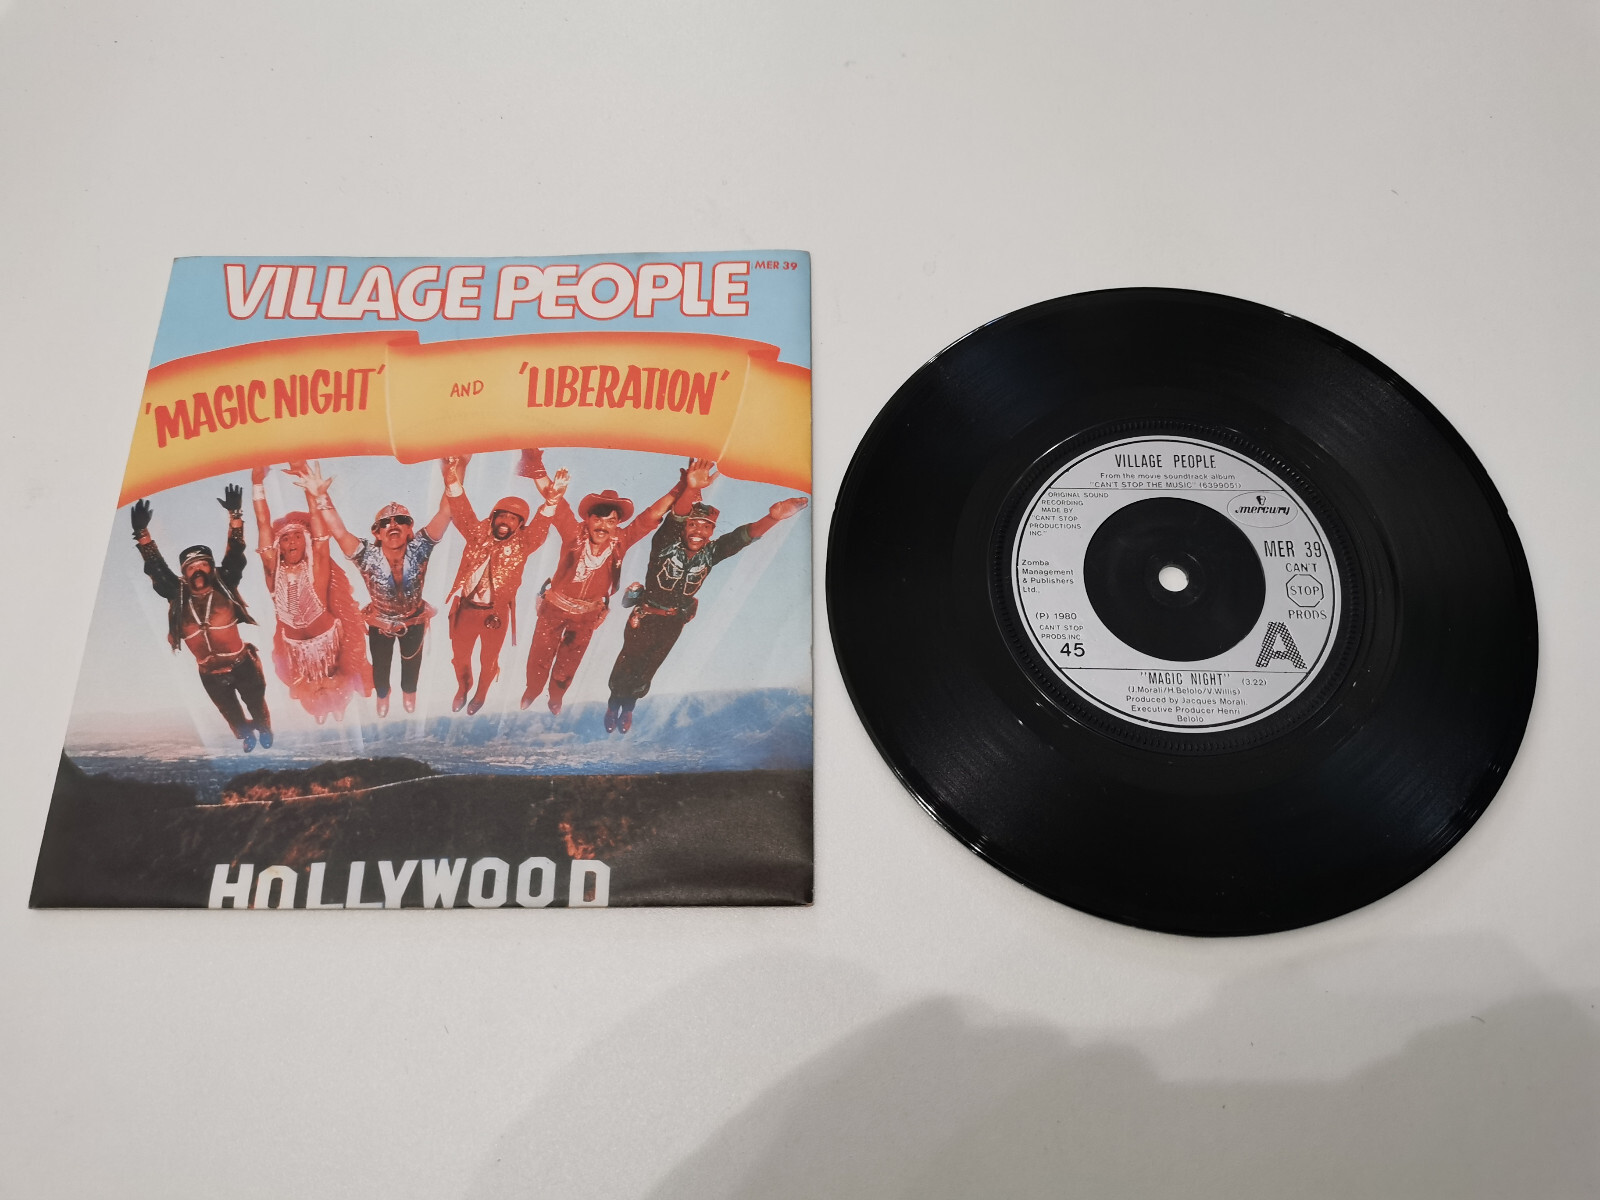 VILLAGE PEOPLE
MER 39
'MAGIC NIGHT' AND 'LIBERATION'
HOLLYWOOD
VILLAGE PEOPLE
From the movie soundtrack album
"CAN'T STOP THE MUSIC" (6399051)
ORIGINAL SOUND
RECORDING
MADE BY
"CAN'T STOP
PRODUCTIONS
INC."
mercury
MER 39
CAN'T
STOP
PRODS
Zomba
Management
& Publishers
Ltd.,
(P) 1980
CAN'T STOP
PRODS.INC
45
A
"MAGIC NIGHT" (3.22)
(J.Morali/H.Belolo/V.Willis)
Produced by Jacques Morali.
Executive Producer Henri
Belolo